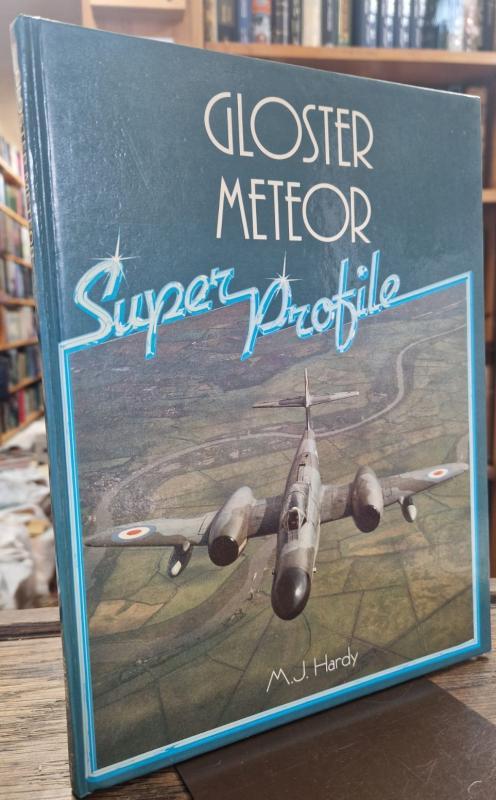 GLOSTER
METEOR
Super Profile
M.J. Hardy